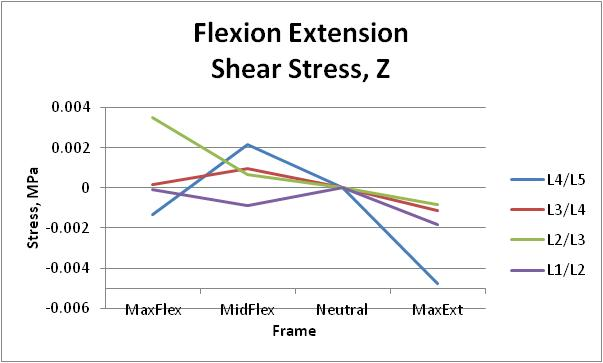 Flexion Extension
Shear Stress, Z
0.004
0.002
0
-0.002
-0.004
-0.006
Stress, MPa
MaxFlex MidFlex Neutral MaxExt
Frame
L4/L5
L3/L4
L2/L3
L1/L2